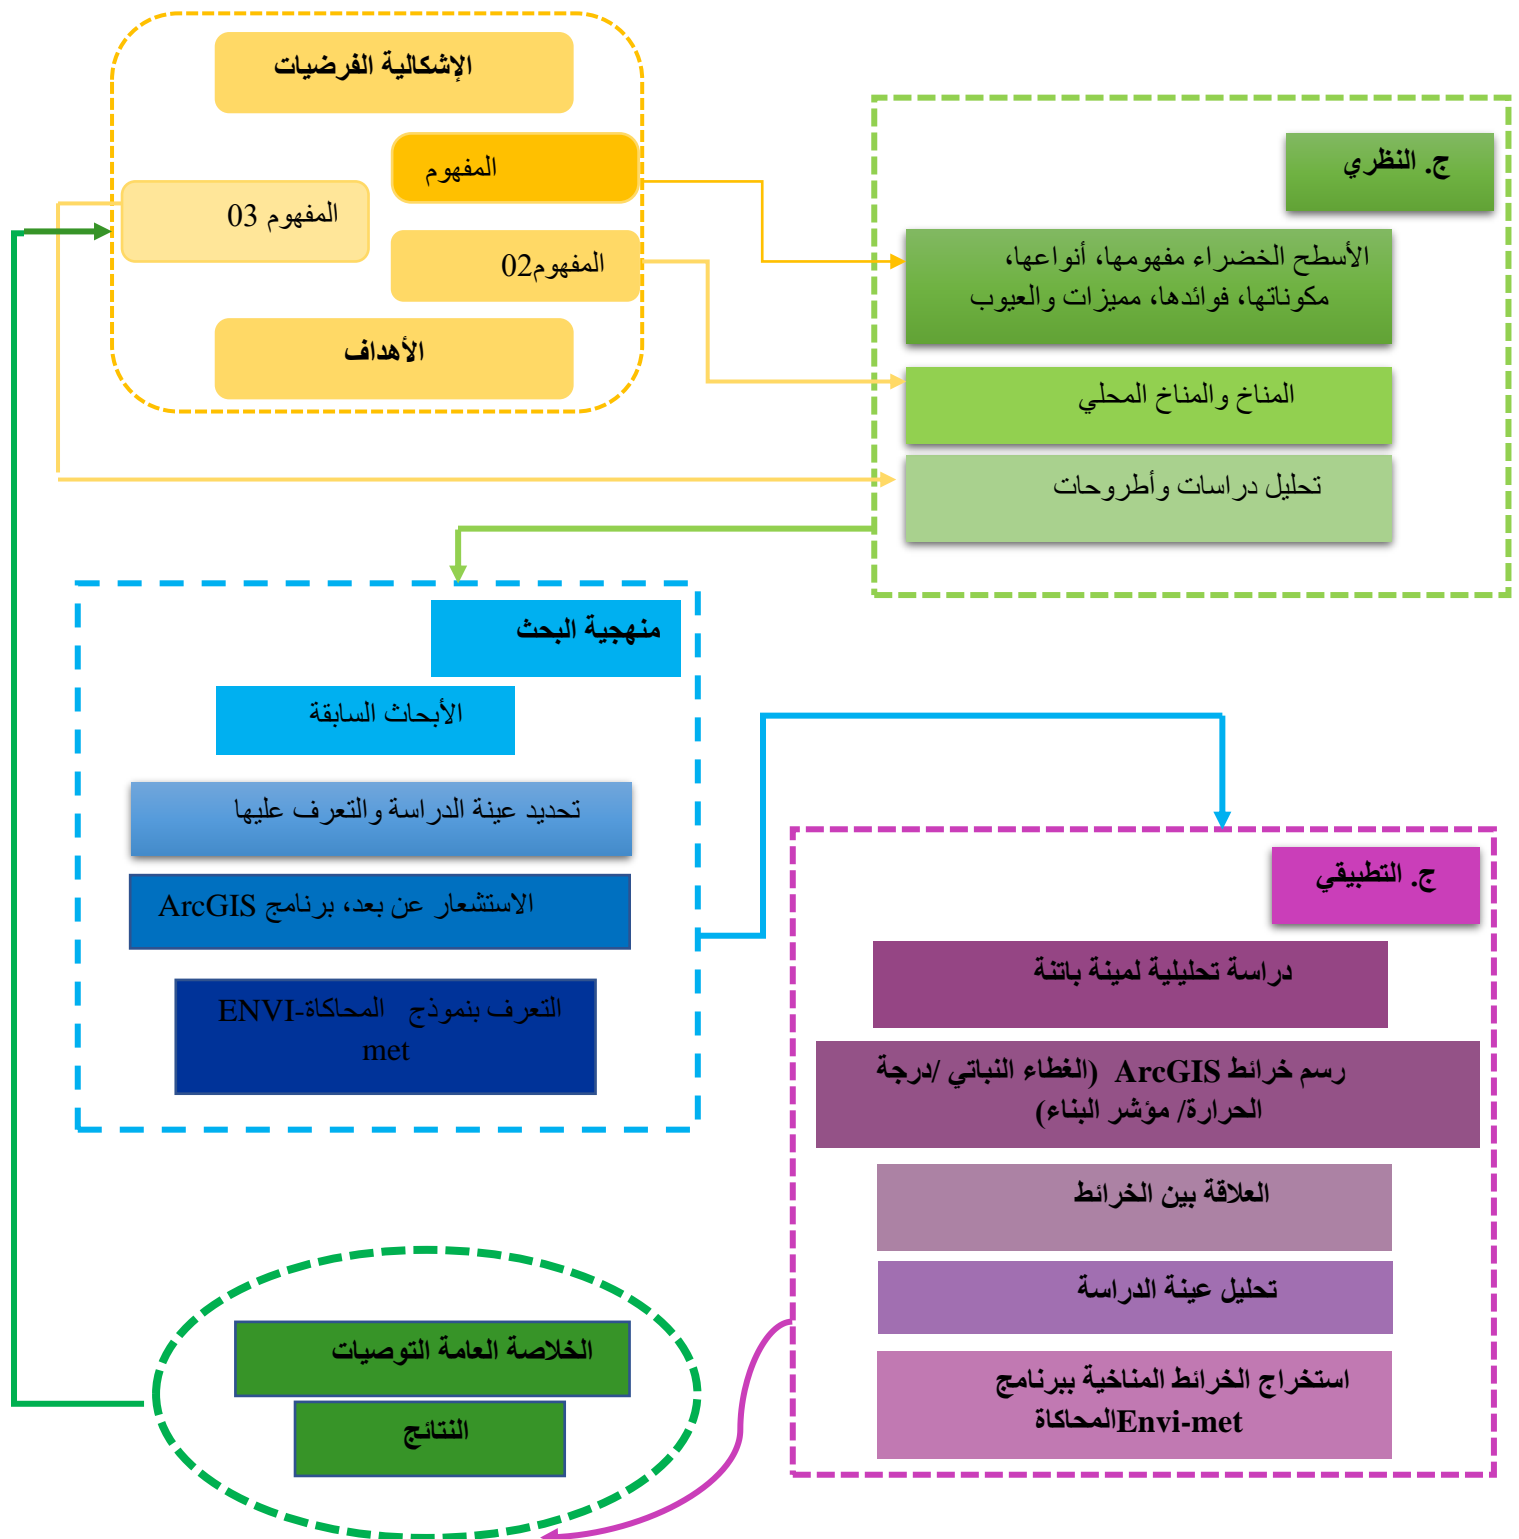 الإشكالية الفرضيات
المفهوم
المفهوم 03
المفهوم02
الأهداف
ج. النظري
الأسطح الخضراء مفهومها، أنواعها،
مكوناتها، فوائدها، مميزات والعيوب
المناخ والمناخ المحلي
تحليل دراسات وأطروحات
منهجية البحث
الأبحاث السابقة
تحديد عينة الدراسة والتعرف عليها
الاستشعار عن بعد، برنامج ArcGIS
التعرف بنموذج المحاكاة-ENVI
met
ج. التطبيقي
دراسة تحليلية لمينة باتنة
رسم خرائط ArcGIS (الغطاء النباتي /درجة
الحرارة/ مؤشر البناء)
العلاقة بين الخرائط
تحليل عينة الدراسة
استخراج الخرائط المناخية ببرنامج
المحاكاةEnvi-met
الخلاصة العامة التوصيات
النتائج